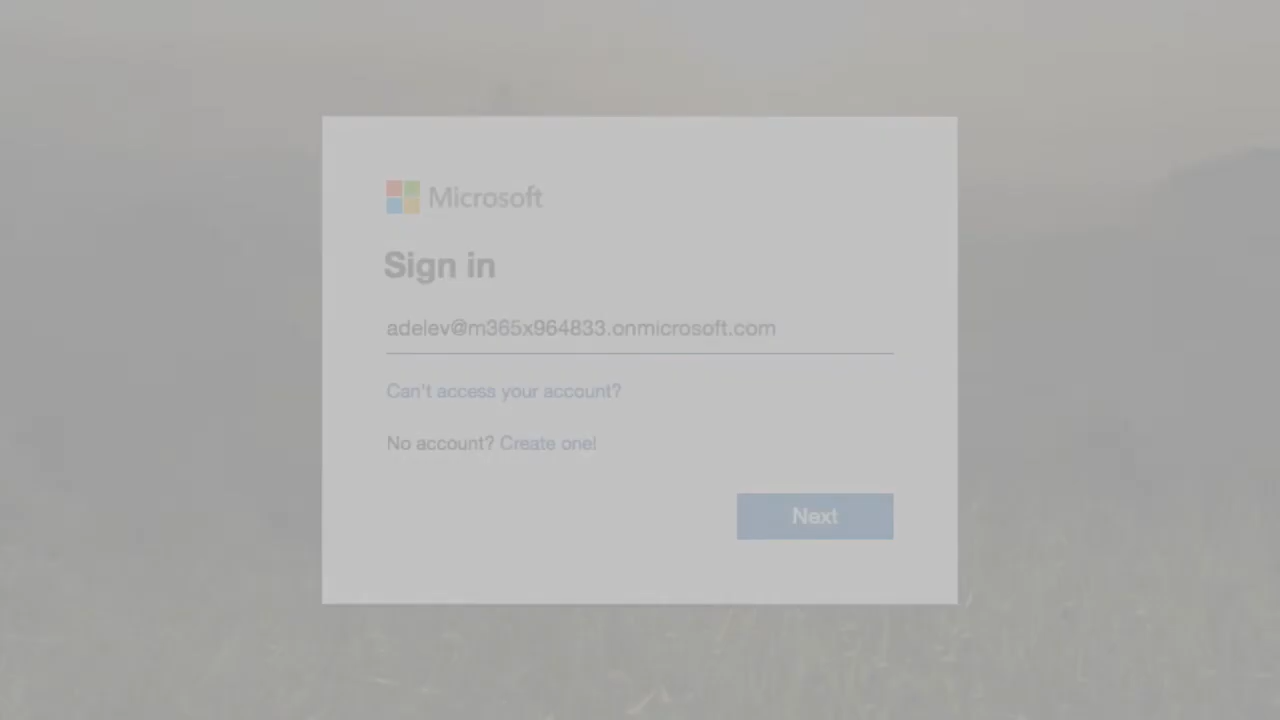 Microsoft
Sign in
adelev@m365x964833.onmicrosoft.com
Can't access your account?
No account? Create one!
Next